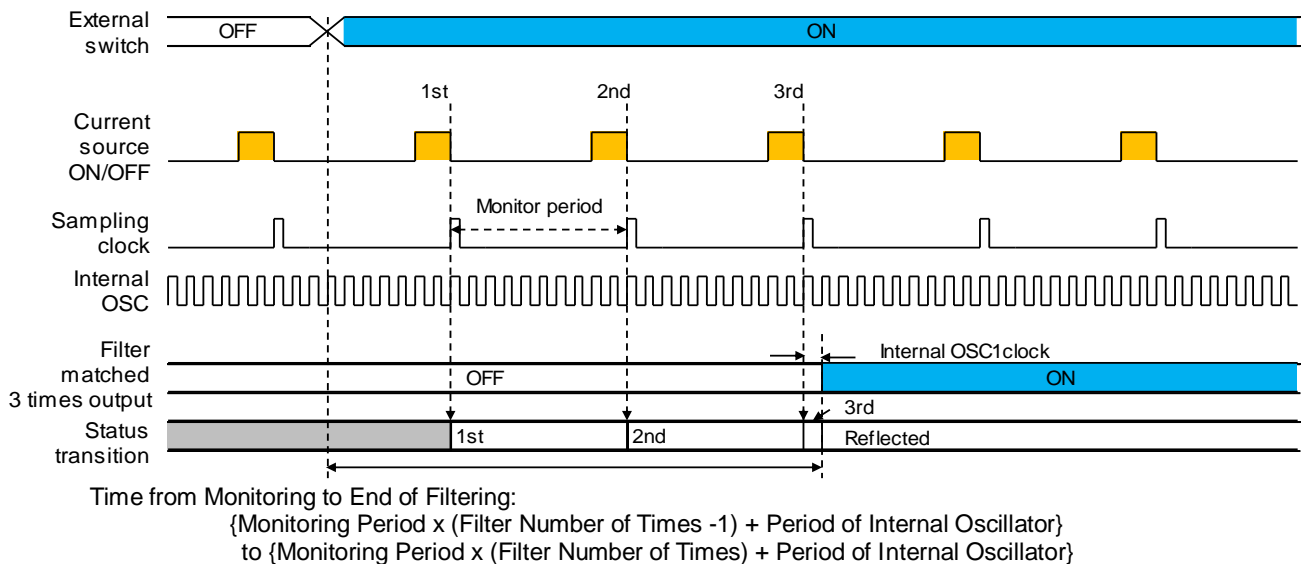 External
switch
OFF
ON
1st
2nd
3rd
Current
source
ON/OFF
Monitor period
Sampling
clock
Internal
OSC
Filter
matched
3 times output
Internal OSC1clock
OFF
ON
3rd
Status
transition
1st
2nd
Reflected
Time from Monitoring to End of Filtering:
{Monitoring Period x (Filter Number of Times -1) + Period of Internal Oscillator}
to {Monitoring Period x (Filter Number of Times) + Period of Internal Oscillator}